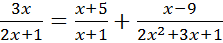 3x/(2x+1) = (x+5)/(x+1) + (x−9)/(2x²+3x+1)